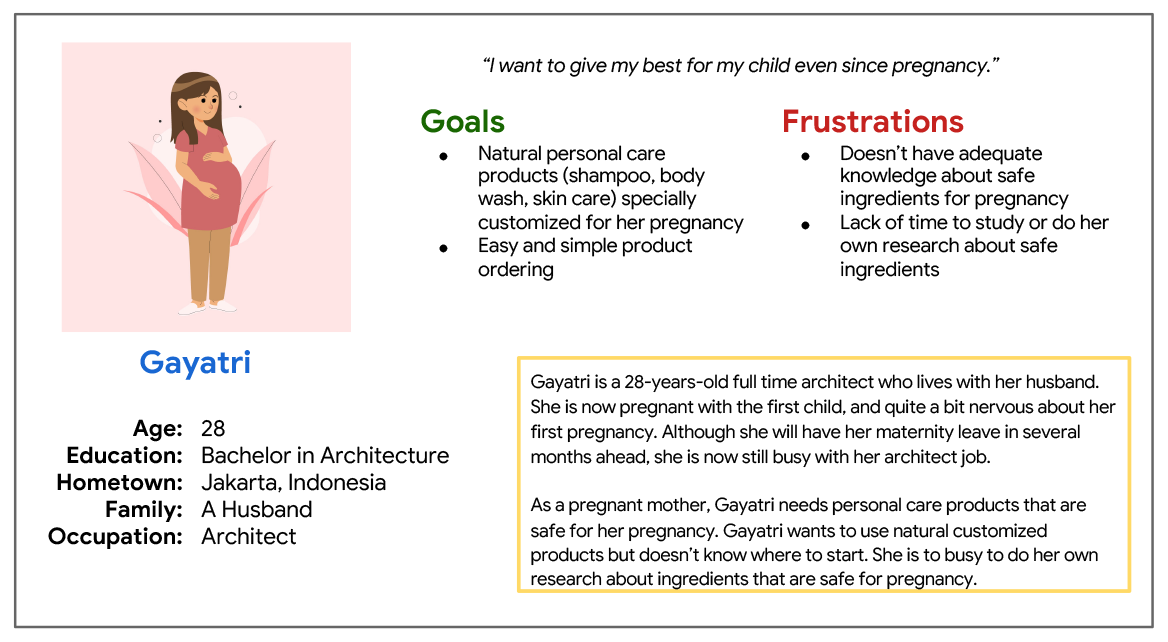 “I want to give my best for my child even since pregnancy.”
Goals
● Natural personal care
products (shampoo, body
wash, skin care) specially
customized for her pregnancy
● Easy and simple product
ordering
Frustrations
● Doesn’t have adequate
knowledge about safe
ingredients for pregnancy
● Lack of time to study or do her
own research about safe
ingredients
Gayatri
Age: 28
Education: Bachelor in Architecture
Hometown: Jakarta, Indonesia
Family: A Husband
Occupation: Architect
Gayatri is a 28-years-old full time architect who lives with her husband.
She is now pregnant with the first child, and quite a bit nervous about her
first pregnancy. Although she will have her maternity leave in several
months ahead, she is now still busy with her architect job.
As a pregnant mother, Gayatri needs personal care products that are
safe for her pregnancy. Gayatri wants to use natural customized
products but doesn’t know where to start. She is to busy to do her own
research about ingredients that are safe for pregnancy.